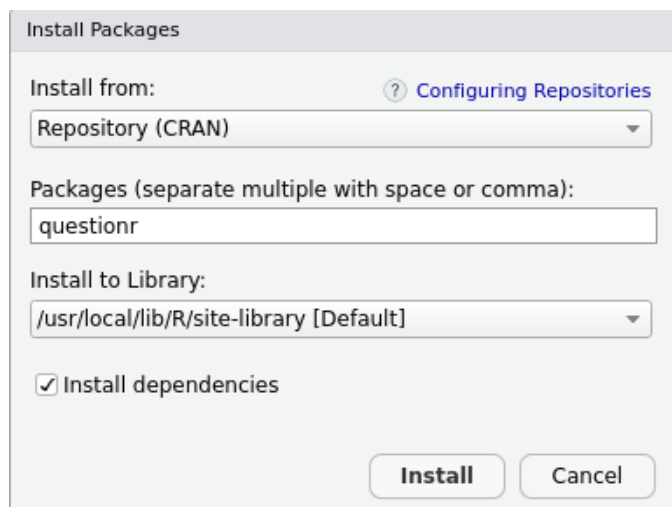 Install Packages
Install from:
? Configuring Repositories
Repository (CRAN)
Packages (separate multiple with space or comma):
questionr
Install to Library:
/usr/local/lib/R/site-library [Default]
Install dependencies
Install
Cancel